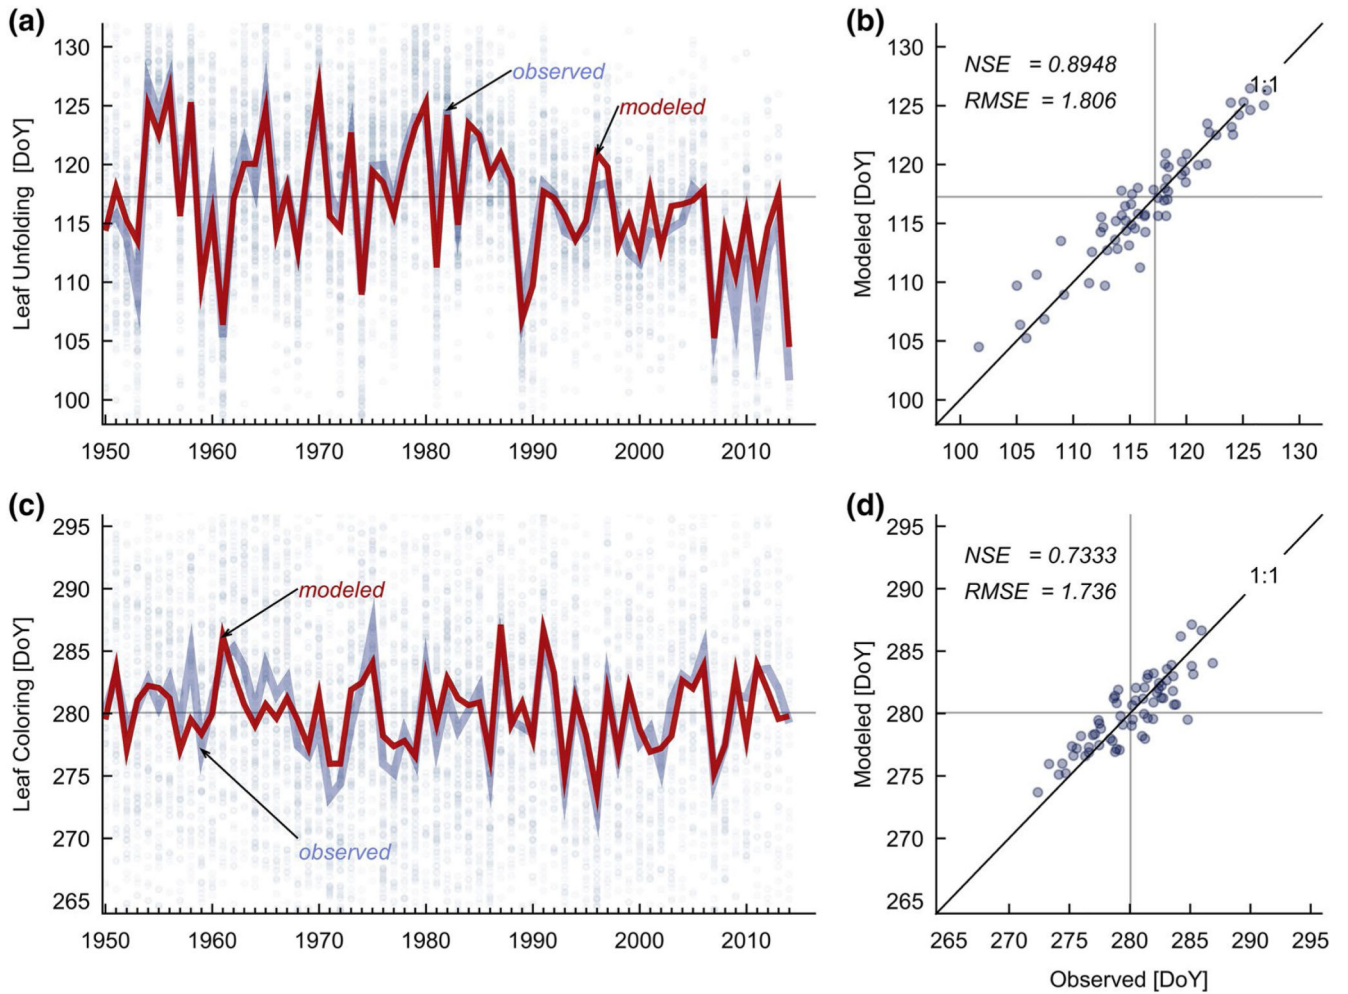 (a)
Leaf Unfolding [DoY]
130
125
120
115
110
105
100
observed
modeled
1950 1960 1970 1980 1990 2000 2010
(b)
Modeled [DoY]
130
125
120
115
110
105
100
NSE = 0.8948
RMSE = 1.806
1:1
100 105 110 115 120 125 130
(c)
Leaf Coloring [DoY]
295
290
285
280
275
270
265
modeled
observed
1950 1960 1970 1980 1990 2000 2010
(d)
Modeled [DoY]
295
290
285
280
275
270
265
NSE = 0.7333
RMSE = 1.736
1:1
265 270 275 280 285 290 295
Observed [DoY]